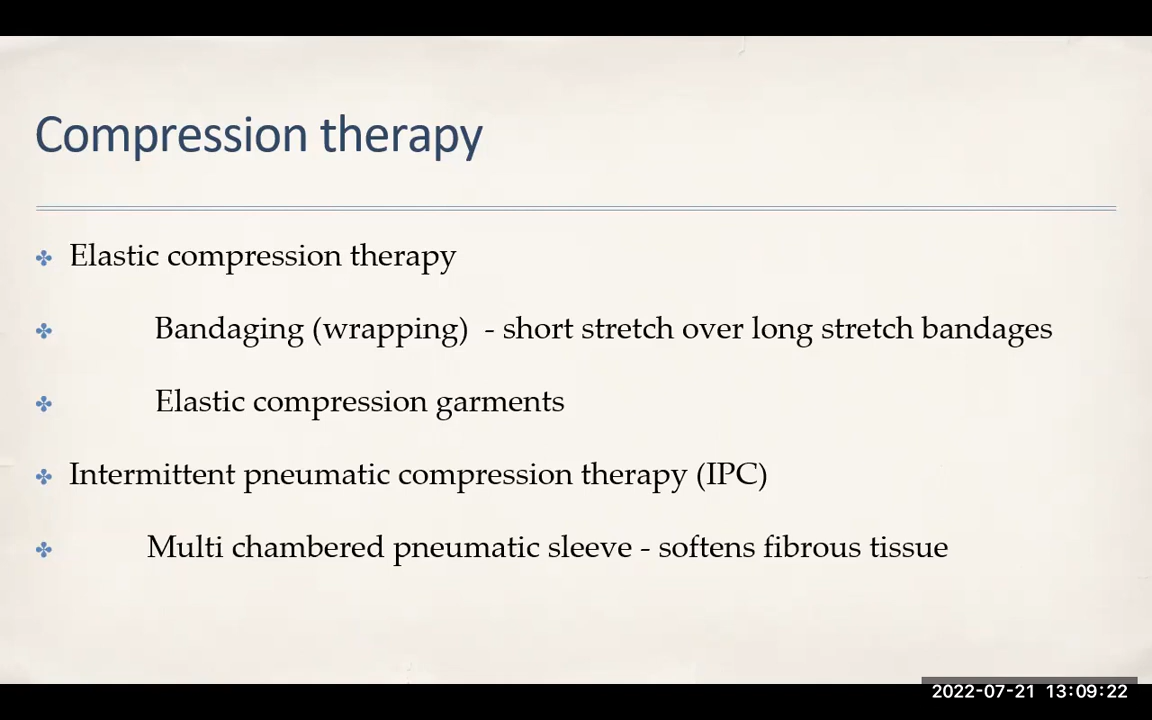 Compression therapy
Elastic compression therapy
Bandaging (wrapping) - short stretch over long stretch bandages
Elastic compression garments
Intermittent pneumatic compression therapy (IPC)
Multi chambered pneumatic sleeve - softens fibrous tissue
2022-07-21 13:09:22